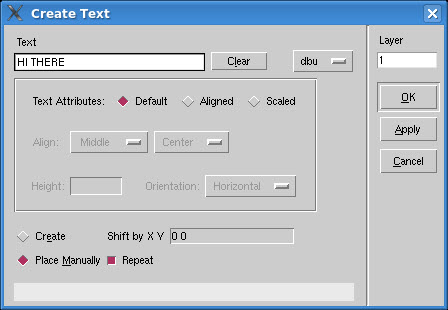 Create Text
Text
HI THERE
Clear
dbu
Text Attributes: Default Aligned Scaled
Align: Middle Center
Height: Orientation: Horizontal
Create Shift by X Y 0 0
Place Manually Repeat
Layer
1
OK
Apply
Cancel